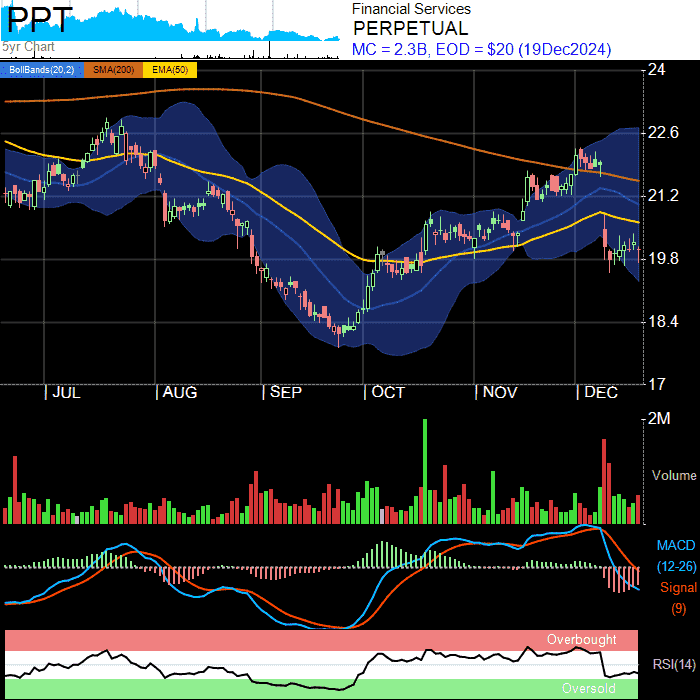 PPT
5yr Chart
Financial Services
PERPETUAL
MC = 2.3B, EOD = $20 (19Dec2024)
BollBands(20,2) SMA(200) EMA(50)
24
22.6
21.2
19.8
18.4
17
| JUL | AUG | SEP | OCT | NOV | DEC
2M
Volume
MACD
(12-26)
Signal
(9)
Overbought
RSI(14)
Oversold